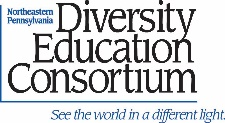 Northeastern
Pennsylvania
Diversity
Education
Consortium
See the world in a different light.